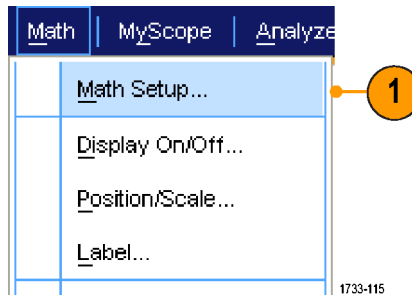 Math | MyScope | Analyze
Math Setup...
1
Display On/Off...
Position/Scale...
Label...
1733-115